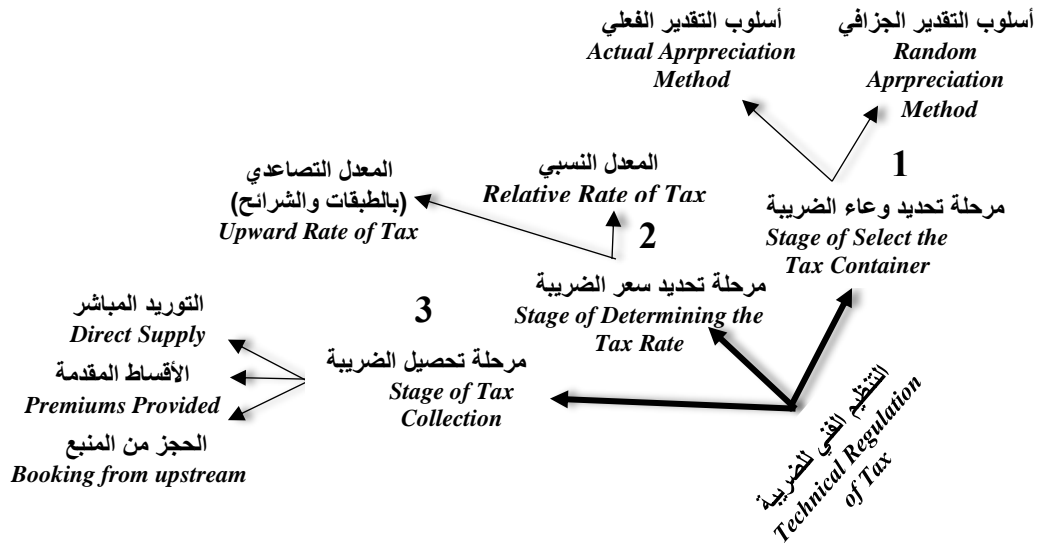 أسلوب التقدير الجزافي
Random
Aprpreciation
Method
أسلوب التقدير الفعلي
Actual Aprpreciation
Method
1
مرحلة تحديد وعاء الضريبة
Stage of Select the
Tax Container
المعدل النسبي
Relative Rate of Tax
المعدل التصاعدي
(بالطبقات والشرائح)
Upward Rate of Tax
2
مرحلة تحديد سعر الضريبة
Stage of Determining the
Tax Rate
3
مرحلة تحصيل الضريبة
Stage of Tax
Collection
التوريد المباشر
Direct Supply
الأقساط المقدمة
Premiums Provided
الحجز من المنبع
Booking from upstream
التنظيم الفني للضريبة
Technical Regulation
of Tax